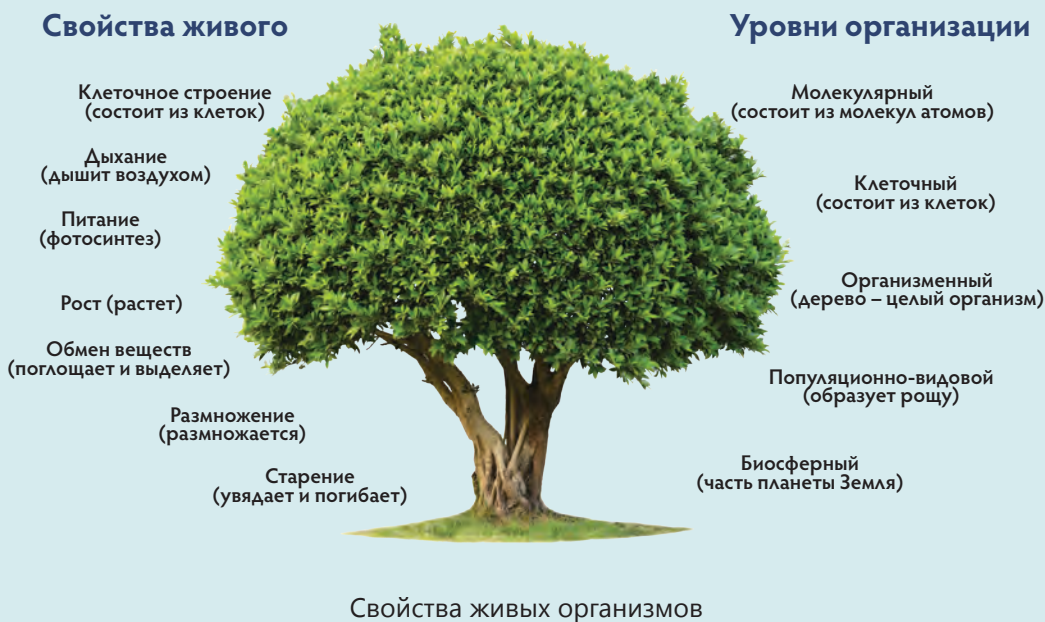 Свойства живого
Клеточное строение
(состоит из клеток)
Дыхание
(дышит воздухом)
Питание
(фотосинтез)
Рост (растет)
Обмен веществ
(поглощает и выделяет)
Размножение
(размножается)
Старение
(увядает и погибает)
Уровни организации
Молекулярный
(состоит из молекул атомов)
Клеточный
(состоит из клеток)
Организменный
(дерево – целый организм)
Популяционно-видовой
(образует рощу)
Биосферный
(часть планеты Земля)
Свойства живых организмов